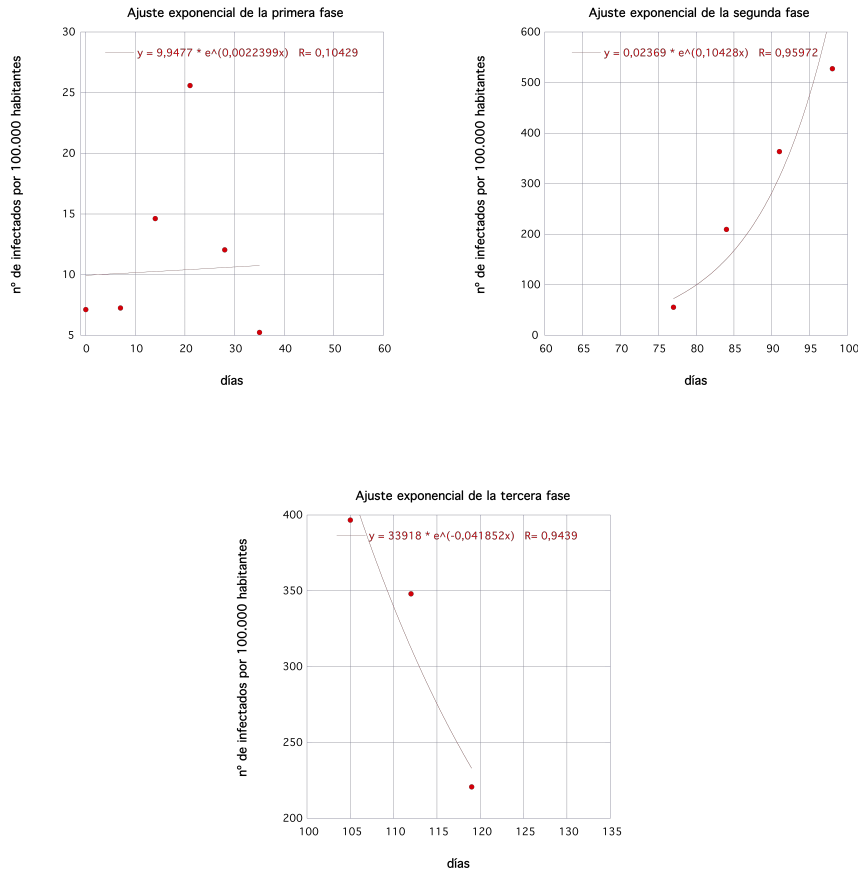 Ajuste exponencial de la primera fase
y = 9,9477 * e^(0,0022399x) R= 0,10429
nº de infectados por 100.000 habitantes
30
25
20
15
10
5
0 10 20 30 40 50 60
días
Ajuste exponencial de la segunda fase
y = 0,02369 * e^(0,10428x) R= 0,95972
nº de infectados por 100.000 habitantes
600
500
400
300
200
100
0
60 65 70 75 80 85 90 95 100
días
Ajuste exponencial de la tercera fase
y = 33918 * e^(-0,041852x) R= 0,9439
nº de infectados por 100.000 habitantes
400
350
300
250
200
100 105 110 115 120 125 130 135
días